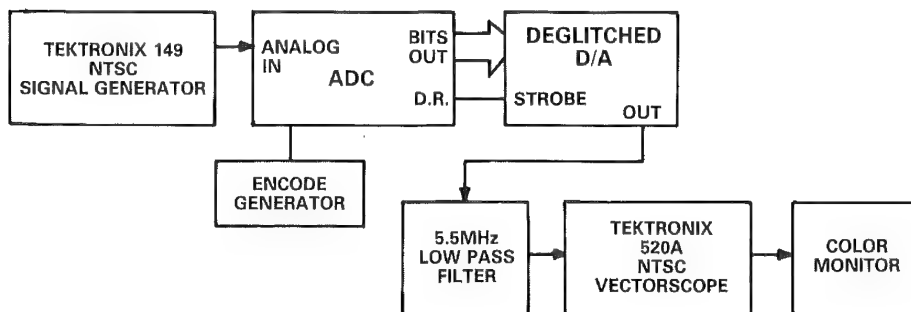 TEKTRONIX 149
NTSC
SIGNAL GENERATOR
ANALOG
IN
ADC
BITS
OUT
D.R.
DEGLITCHED
D/A
STROBE
OUT
ENCODE
GENERATOR
5.5MHz
LOW PASS
FILTER
TEKTRONIX
520A
NTSC
VECTORSCOPE
COLOR
MONITOR